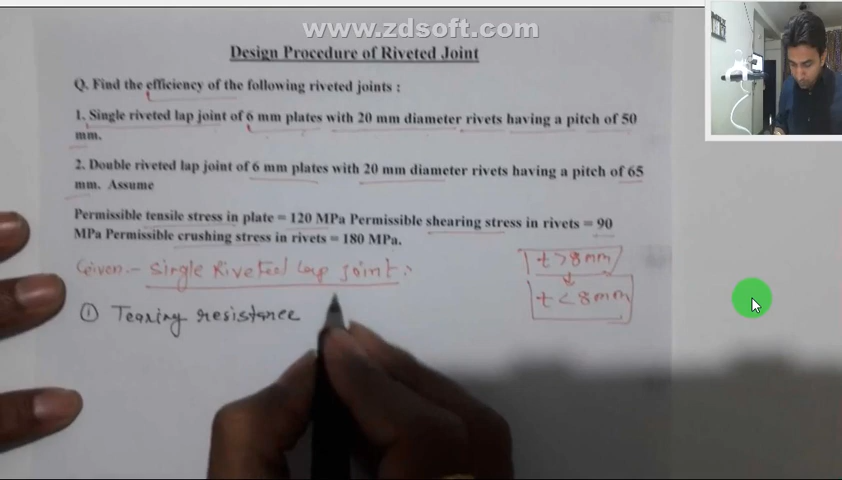 www.zdsoft.com
Design Procedure of Riveted Joint
Q. Find the efficiency of the following riveted joints :
1. Single riveted lap joint of 6 mm plates with 20 mm diameter rivets having a pitch of 50
mm.
2. Double riveted lap joint of 6 mm plates with 20 mm diameter rivets having a pitch of 65
mm. Assume
Permissible tensile stress in plate = 120 MPa Permissible shearing stress in rivets = 90
MPa Permissible crushing stress in rivets = 180 MPa.
Given:- Single Riveted Lap Joint:-
t > 8mm
t < 8mm
① Tearing resistance